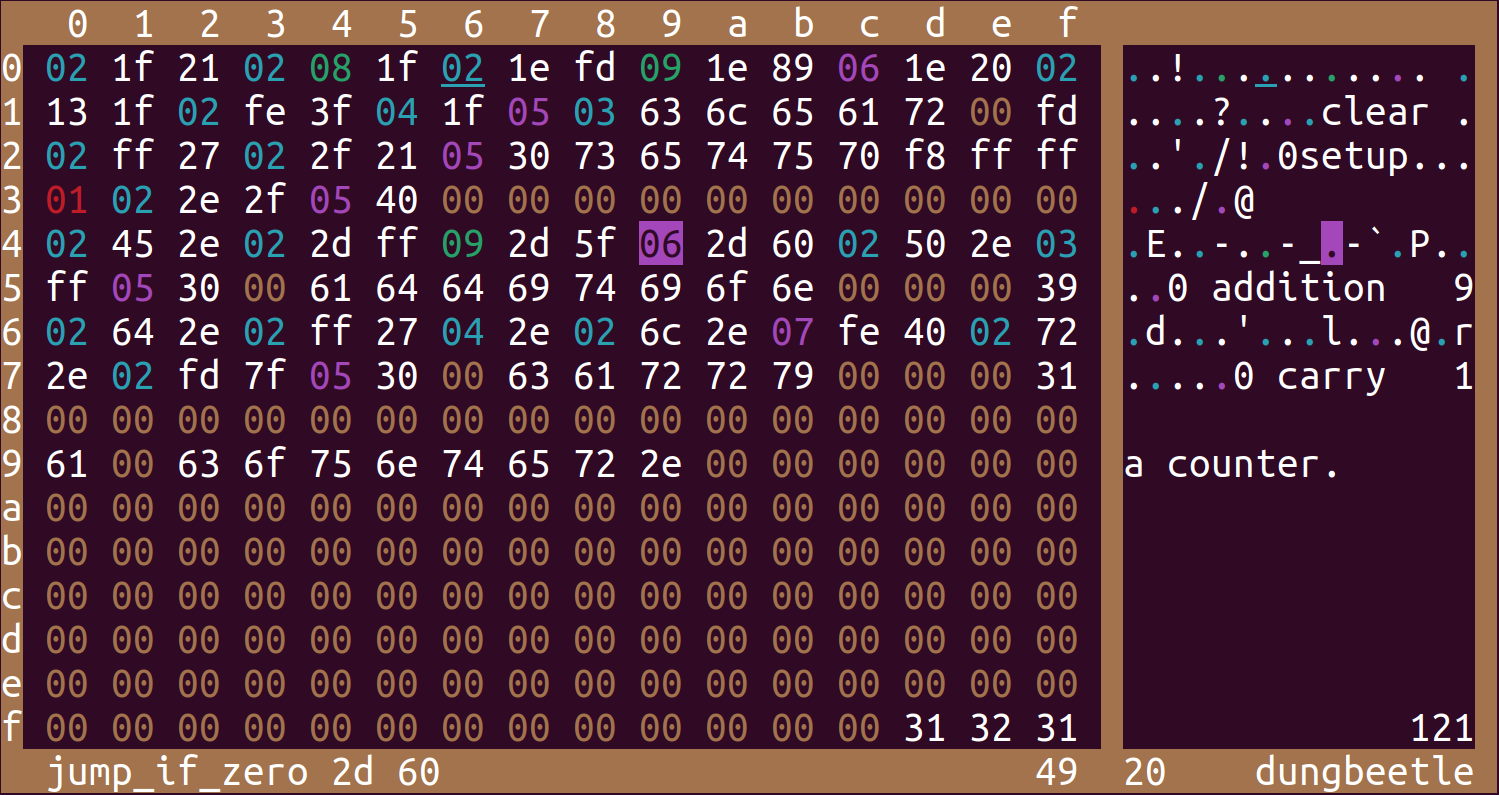 0 1 2 3 4 5 6 7 8 9 a b c d e f
0 02 1f 21 02 08 1f 02 1e fd 09 1e 89 06 1e 20 02 ..!.......... .
1 13 1f 02 fe 3f 04 1f 05 03 63 6c 65 61 72 00 fd ....?....clear .
2 02 ff 27 02 2f 21 05 30 73 65 74 75 70 f8 ff ff ..'./!.0setup...
3 01 02 2e 2f 05 40 00 00 00 00 00 00 00 00 00 00 .../.@
4 02 45 2e 02 2d ff 09 2d 5f 06 2d 60 02 50 2e 03 .E..-..-_.-`.P..
5 ff 05 30 00 61 64 64 69 74 69 6f 6e 00 00 00 39 ..0 addition   9
6 02 64 2e 02 ff 27 04 2e 02 6c 2e 07 fe 40 02 72 .d...'...l...@.r
7 2e 02 fd 7f 05 30 00 63 61 72 72 79 00 00 00 31 .....0 carry   1
8 00 00 00 00 00 00 00 00 00 00 00 00 00 00 00 00
9 61 00 63 6f 75 6e 74 65 72 2e 00 00 00 00 00 00 a counter.
a 00 00 00 00 00 00 00 00 00 00 00 00 00 00 00 00
b 00 00 00 00 00 00 00 00 00 00 00 00 00 00 00 00
c 00 00 00 00 00 00 00 00 00 00 00 00 00 00 00 00
d 00 00 00 00 00 00 00 00 00 00 00 00 00 00 00 00
e 00 00 00 00 00 00 00 00 00 00 00 00 00 00 00 00
f 00 00 00 00 00 00 00 00 00 00 00 00 00 31 32 31 121
jump_if_zero 2d 60 49 20 dungbeetle